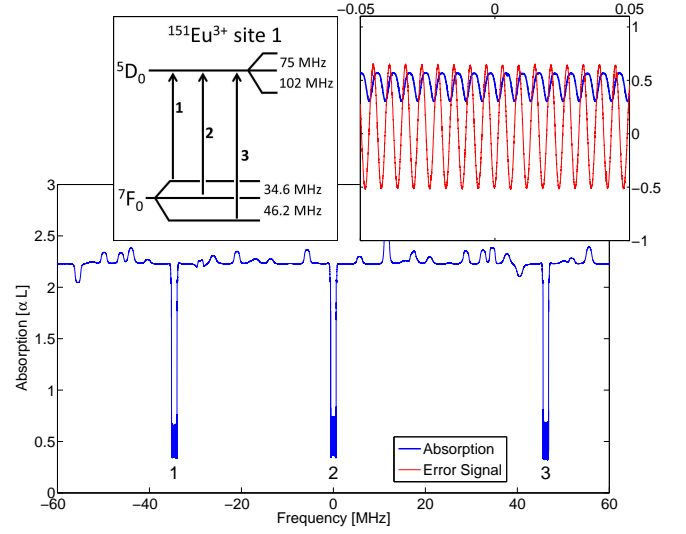 −0.05 0 0.05
151Eu3+ site 1
5D0
75 MHz
102 MHz
1
2
3
7F0
34.6 MHz
46.2 MHz
1
0.5
0
−0.5
−1
3
2.5
2
1.5
1
0.5
0
Absorption [α L]
1 2 3
Absorption
Error Signal
−60 −40 −20 0 20 40 60
Frequency [MHz]